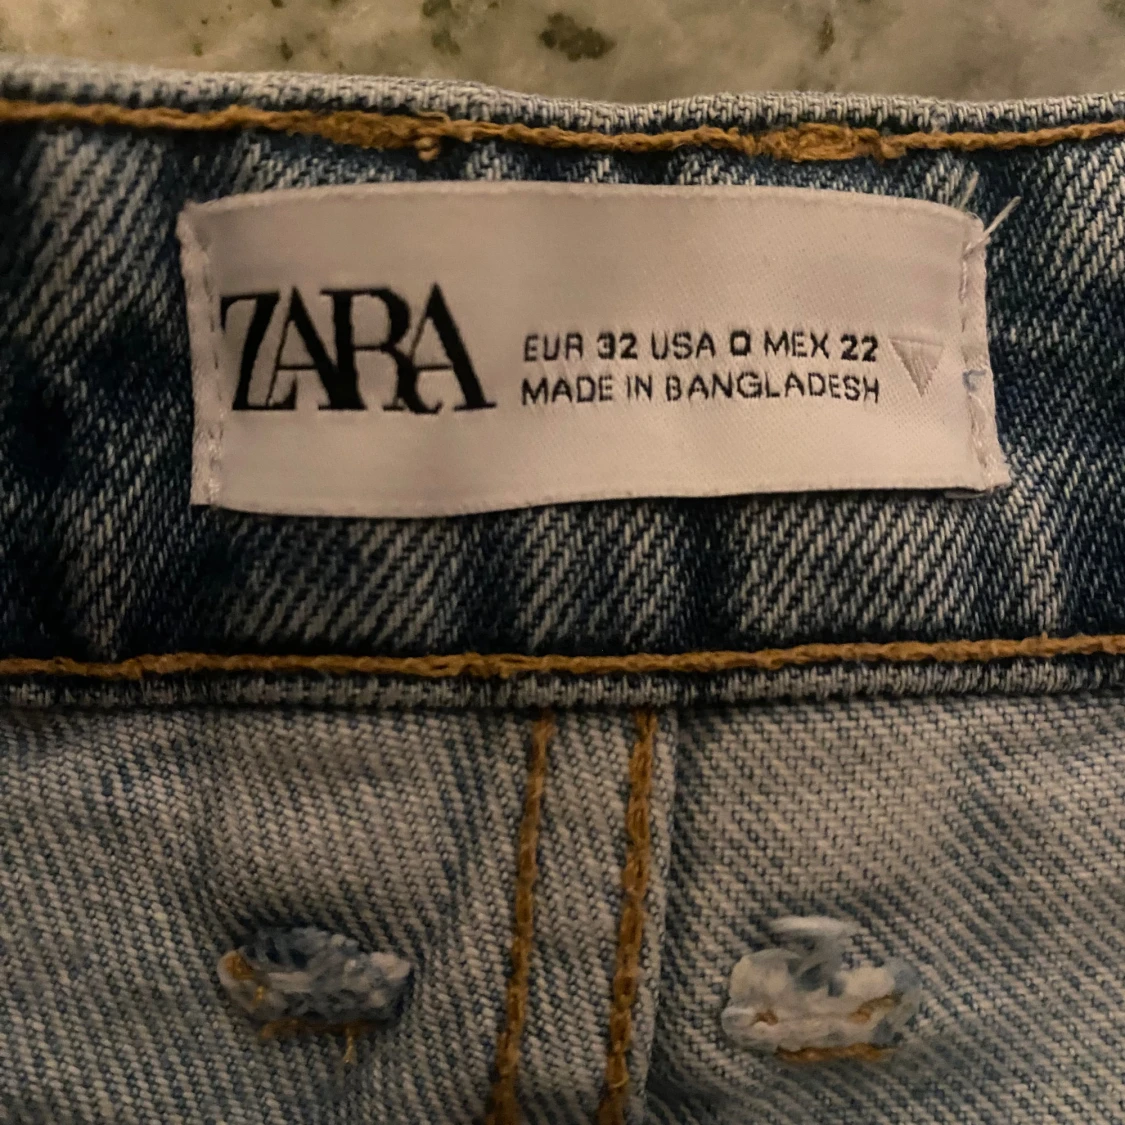 ZARA
EUR 32 USA 0 MEX 22
MADE IN BANGLADESH